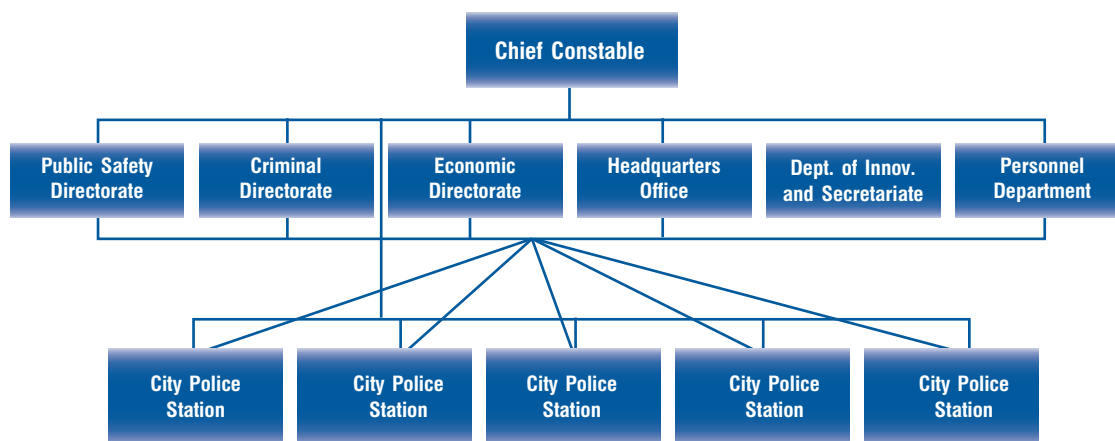 Chief Constable
Public Safety
Directorate
Criminal
Directorate
Economic
Directorate
Headquarters
Office
Dept. of Innov.
and Secretariate
Personnel
Department
City Police
Station
City Police
Station
City Police
Station
City Police
Station
City Police
Station